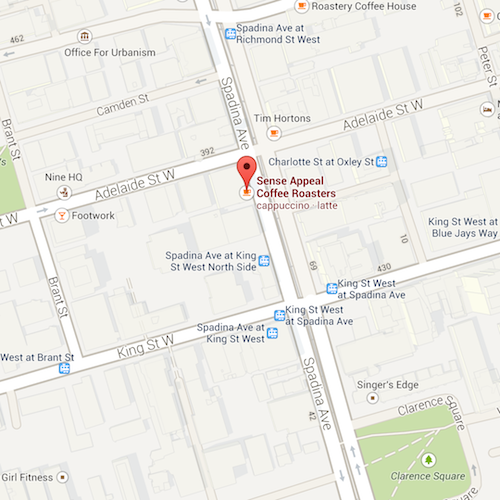 Roastery Coffee House
102
C
Spadina Ave at
Richmond St West
Office For Urbanism
Peter St
Spadina Ave
Camden St
Tim Hortons
N
Adelaide St W
Brant St
's
392
Charlotte St at Oxley St
Nine HQ
Adelaide St W
Sense Appeal
Coffee Roasters
cappuccino · latte
Footwork
St W
King St West at
Blue Jays Way
10
Spadina Ave at King
St West North Side
69
430
King St West
at Spadina Ave
Brant St
King St West
at Spadina Ave
Spadina Ave at
King St West
King St W
West at Brant St
Spadina Ave
Singer's Edge
Clarence Square
42
Girl Fitness
Clarence Square